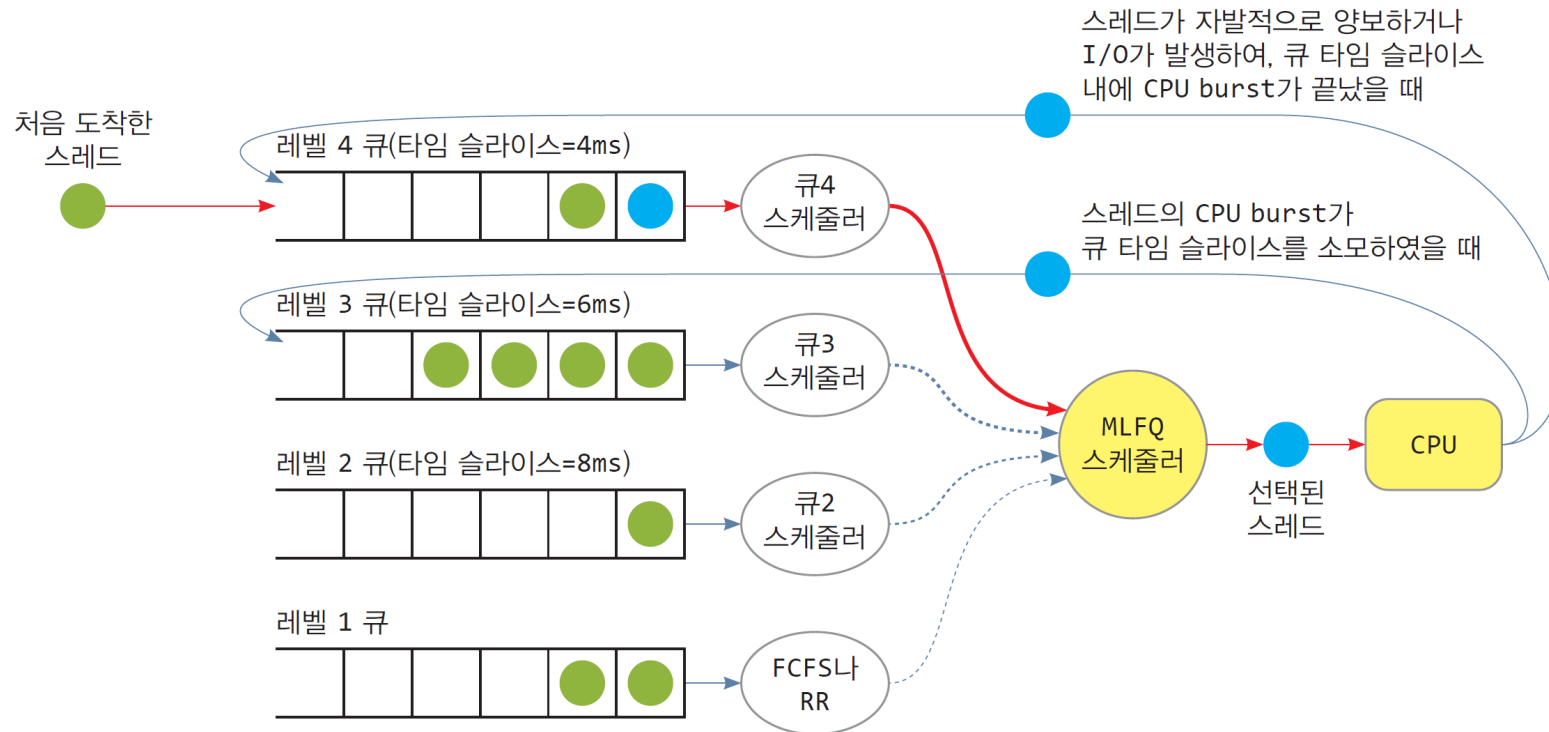 스레드가 자발적으로 양보하거나
I/O가 발생하여, 큐 타임 슬라이스
내에 CPU burst가 끝났을 때
처음 도착한
스레드
레벨 4 큐(타임 슬라이스=4ms)
큐4
스케줄러
스레드의 CPU burst가
큐 타임 슬라이스를 소모하였을 때
레벨 3 큐(타임 슬라이스=6ms)
큐3
스케줄러
MLFQ
스케줄러
CPU
선택된
스레드
레벨 2 큐(타임 슬라이스=8ms)
큐2
스케줄러
레벨 1 큐
FCFS나
RR